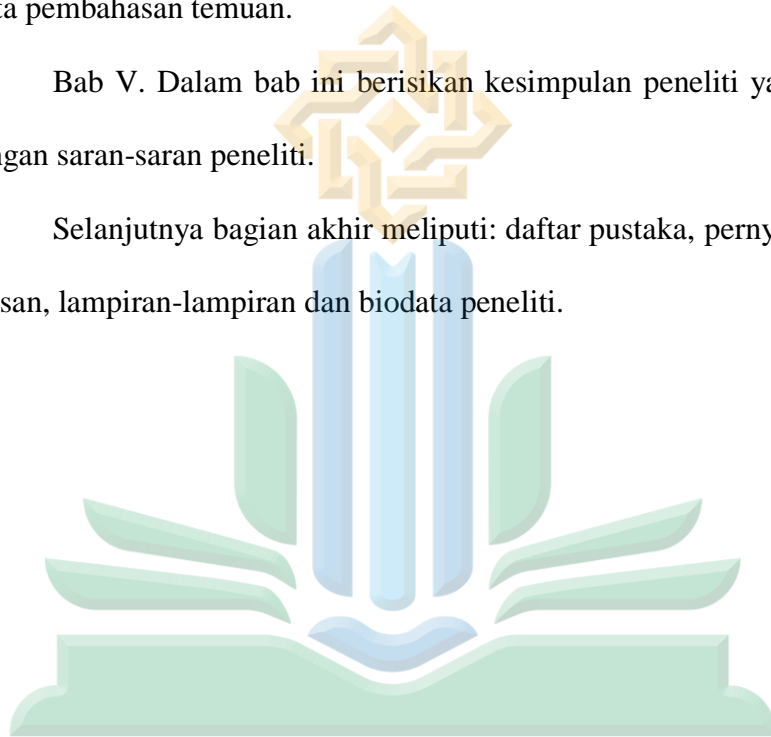 ta pembahasan temuan.
Bab V. Dalam bab ini berisikan kesimpulan peneliti ya
ngan saran-saran peneliti.
Selanjutnya bagian akhir meliputi: daftar pustaka, perny
san, lampiran-lampiran dan biodata peneliti.